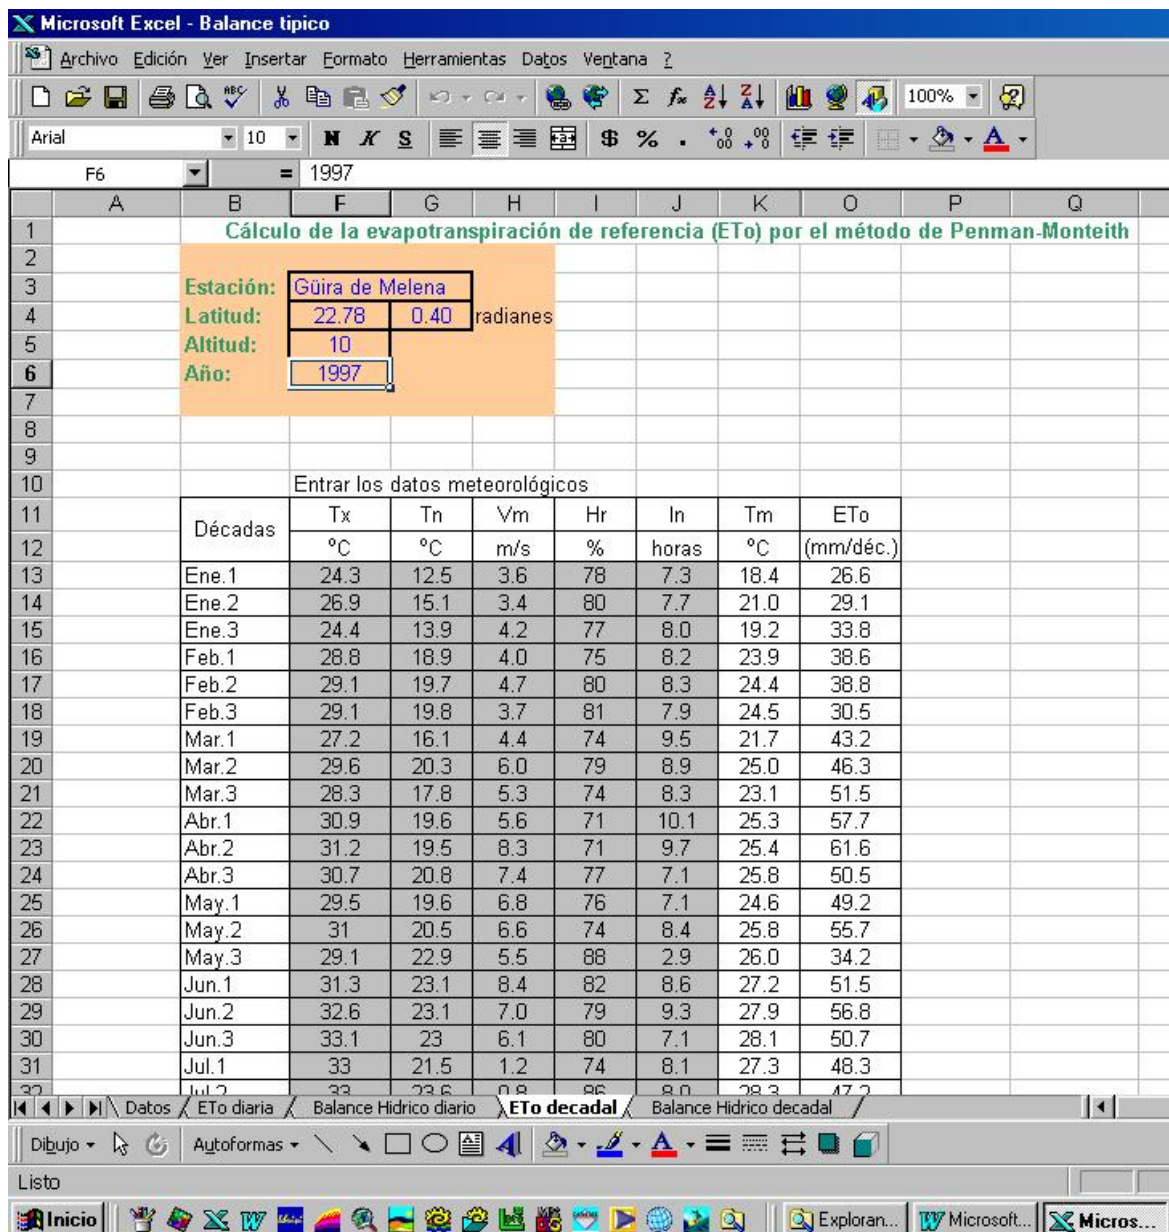 Microsoft Excel - Balance tipico
Archivo Edición Ver Insertar Formato Herramientas Datos Ventana ?
100%
Arial 10 N K S $ %
F6 = 1997
A B F G H I J K O P Q
1 Cálculo de la evapotranspiración de referencia (ETo) por el método de Penman-Monteith
2
3 Estación: Güira de Melena
4 Latitud: 22.78 0.40 radianes
5 Altitud: 10
6 Año: 1997
7
8
9
10 Entrar los datos meteorológicos
11 Décadas Tx Tn Vm Hr In Tm ETo
12 ºC ºC m/s % horas ºC (mm/déc.)
13 Ene.1 24.3 12.5 3.6 78 7.3 18.4 26.6
14 Ene.2 26.9 15.1 3.4 80 7.7 21.0 29.1
15 Ene.3 24.4 13.9 4.2 77 8.0 19.2 33.8
16 Feb.1 28.8 18.9 4.0 75 8.2 23.9 38.6
17 Feb.2 29.1 19.7 4.7 80 8.3 24.4 38.8
18 Feb.3 29.1 19.8 3.7 81 7.9 24.5 30.5
19 Mar.1 27.2 16.1 4.4 74 9.5 21.7 43.2
20 Mar.2 29.6 20.3 6.0 79 8.9 25.0 46.3
21 Mar.3 28.3 17.8 5.3 74 8.3 23.1 51.5
22 Abr.1 30.9 19.6 5.6 71 10.1 25.3 57.7
23 Abr.2 31.2 19.5 8.3 71 9.7 25.4 61.6
24 Abr.3 30.7 20.8 7.4 77 7.1 25.8 50.5
25 May.1 29.5 19.6 6.8 76 7.1 24.6 49.2
26 May.2 31 20.5 6.6 74 8.4 25.8 55.7
27 May.3 29.1 22.9 5.5 88 2.9 26.0 34.2
28 Jun.1 31.3 23.1 8.4 82 8.6 27.2 51.5
29 Jun.2 32.6 23.1 7.0 79 9.3 27.9 56.8
30 Jun.3 33.1 23 6.1 80 7.1 28.1 50.7
31 Jul.1 33 21.5 1.2 74 8.1 27.3 48.3
32 Jul.2 33 23.6 0.8 86 8.0 28.3 47.2
Datos ETo diaria Balance Hidrico diario ETo decadal Balance Hidrico decadal
Dibujo Autoformas
Listo
Inicio Exploran... Microsoft... Micros...